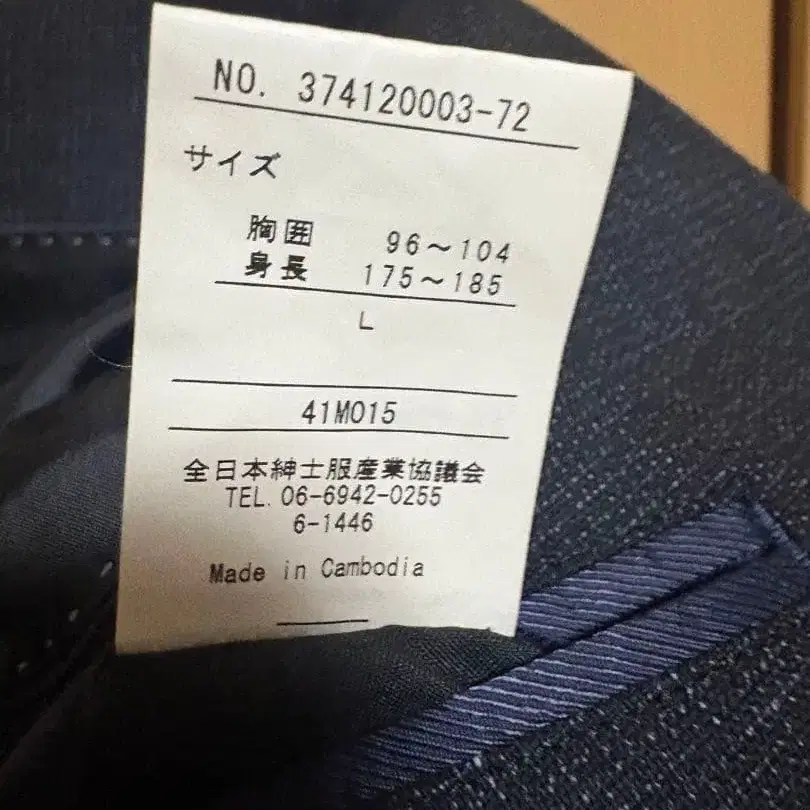 NO. 374120003-72
サイズ
胸囲 96～104
身長 175～185
L
41M015
全日本紳士服産業協議会
TEL. 06-6942-0255
6-1446
Made in Cambodia